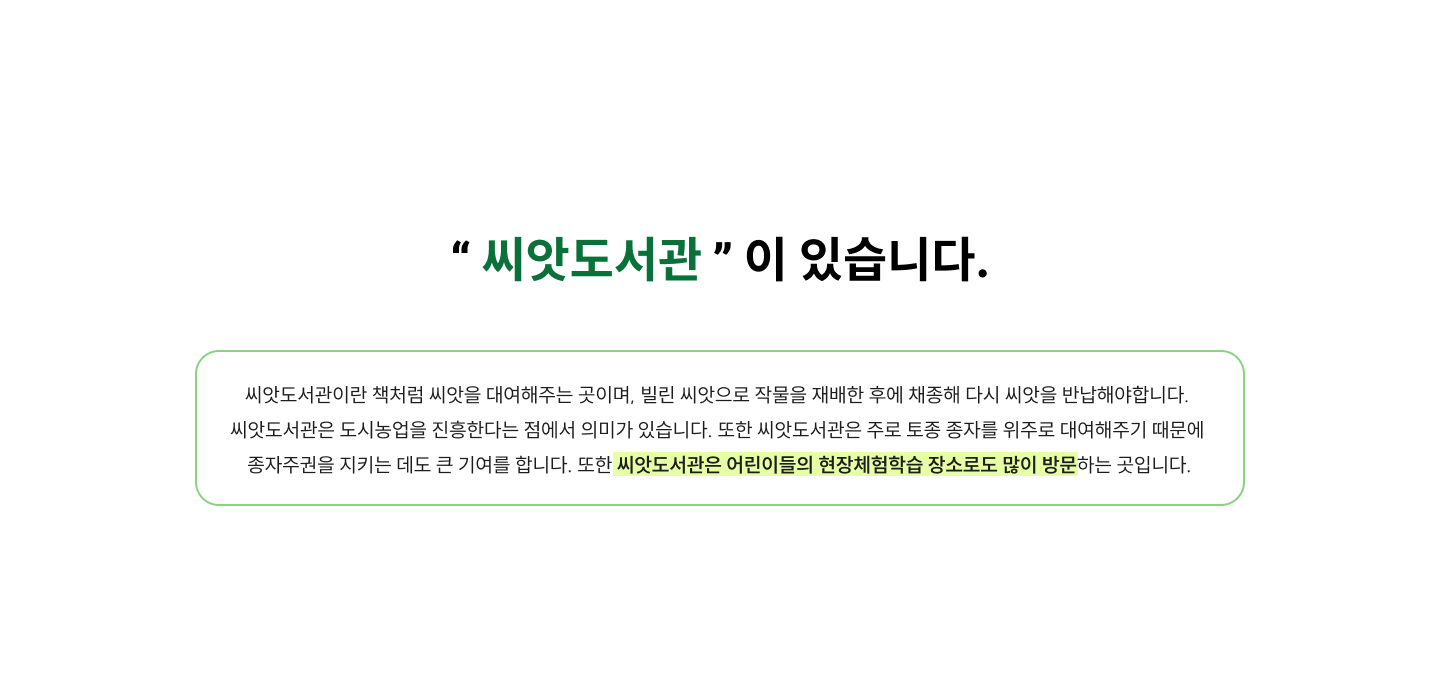 “ 씨앗도서관 ” 이 있습니다.
씨앗도서관이란 책처럼 씨앗을 대여해주는 곳이며, 빌린 씨앗으로 작물을 재배한 후에 채종해 다시 씨앗을 반납해야합니다.
씨앗도서관은 도시농업을 진흥한다는 점에서 의미가 있습니다. 또한 씨앗도서관은 주로 토종 종자를 위주로 대여해주기 때문에
종자주권을 지키는 데도 큰 기여를 합니다. 또한 씨앗도서관은 어린이들의 현장체험학습 장소로도 많이 방문하는 곳입니다.